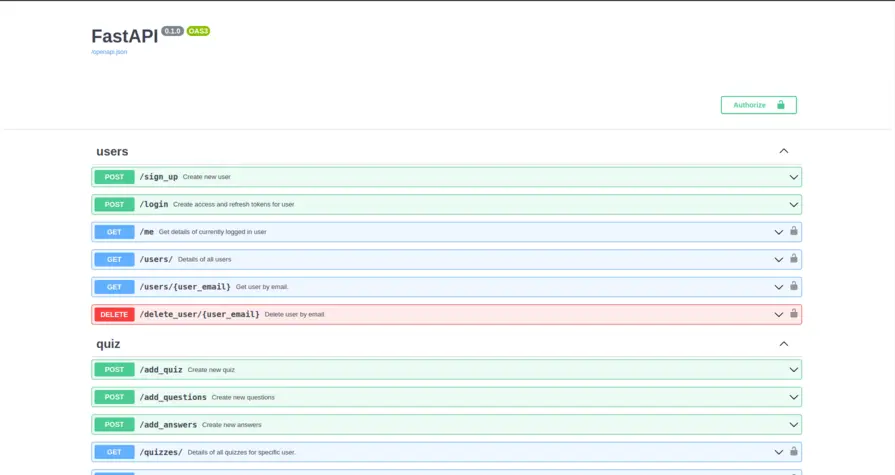 FastAPI 0.1.0 OAS3
/openapi.json
Authorize
users
POST /sign_up Create new user
POST /login Create access and refresh tokens for user
GET /me Get details of currently logged in user
GET /users/ Details of all users
GET /users/{user_email} Get user by email.
DELETE /delete_user/{user_email} Delete user by email
quiz
POST /add_quiz Create new quiz
POST /add_questions Create new questions
POST /add_answers Create new answers
GET /quizzes/ Details of all quizzes for specific user.